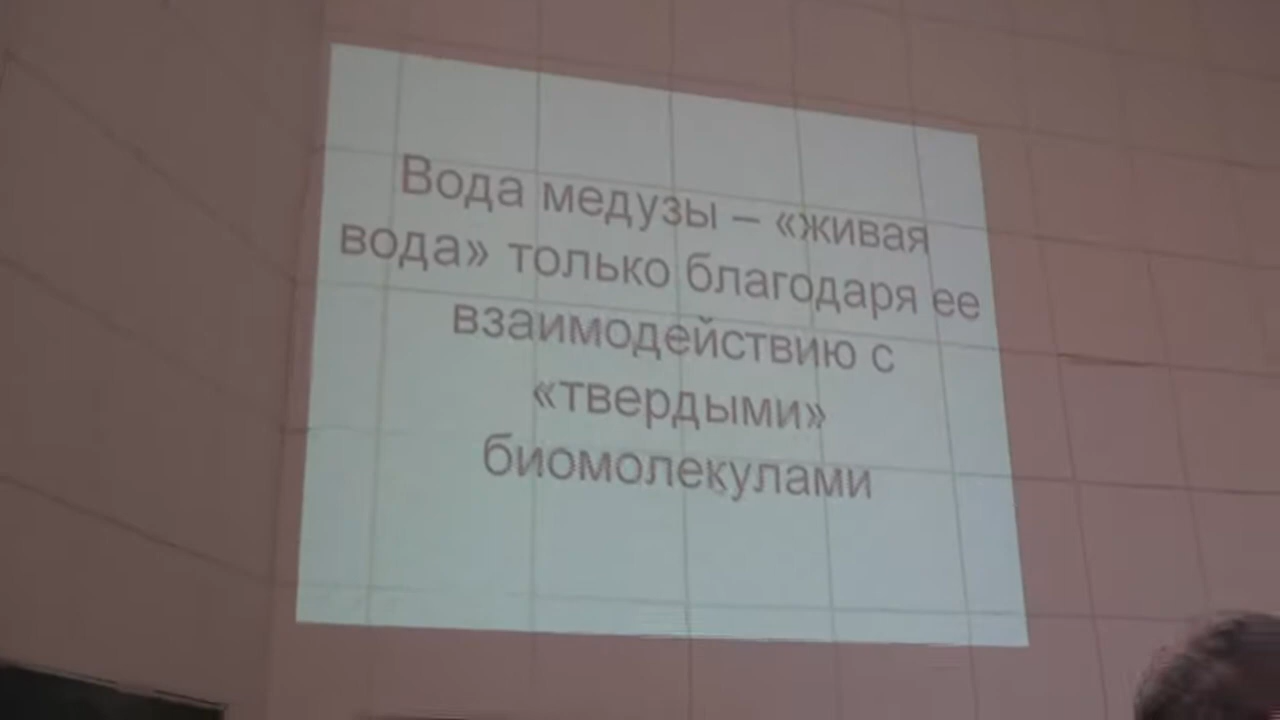 Вода медузы – «живая
вода» только благодаря ее
взаимодействию с
«твердыми»
биомолекулами